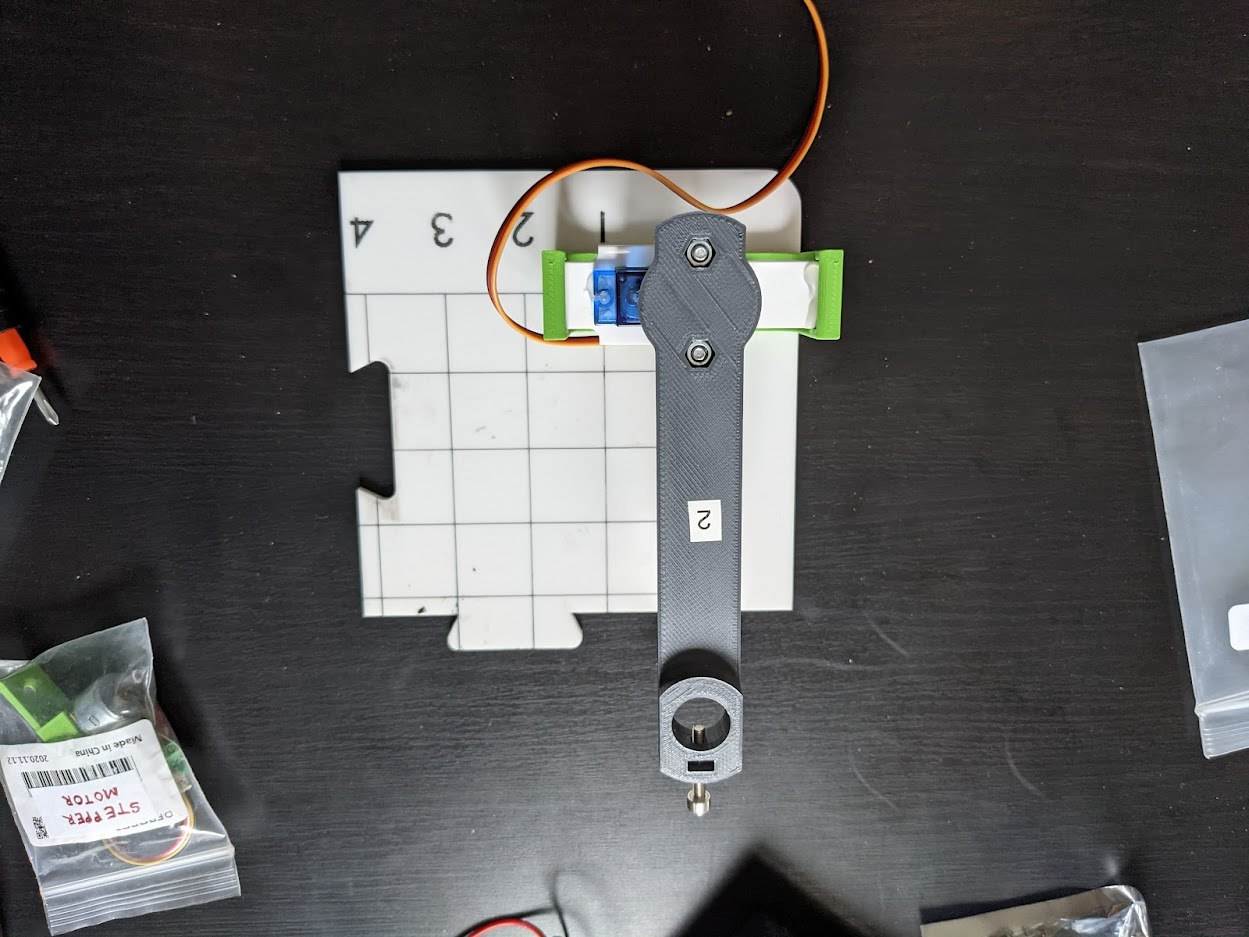 4 3 2 1
2
STEPPER
MOTOR
Made in China
2020.11.12